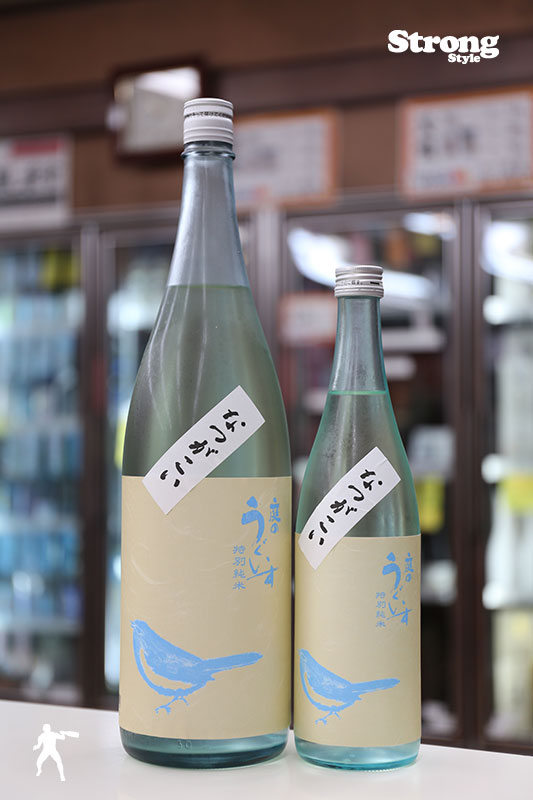 Strong
Style
なつがこい
庭の
うぐいす
特別純米
なつがこい
庭の
うぐいす
特別純米